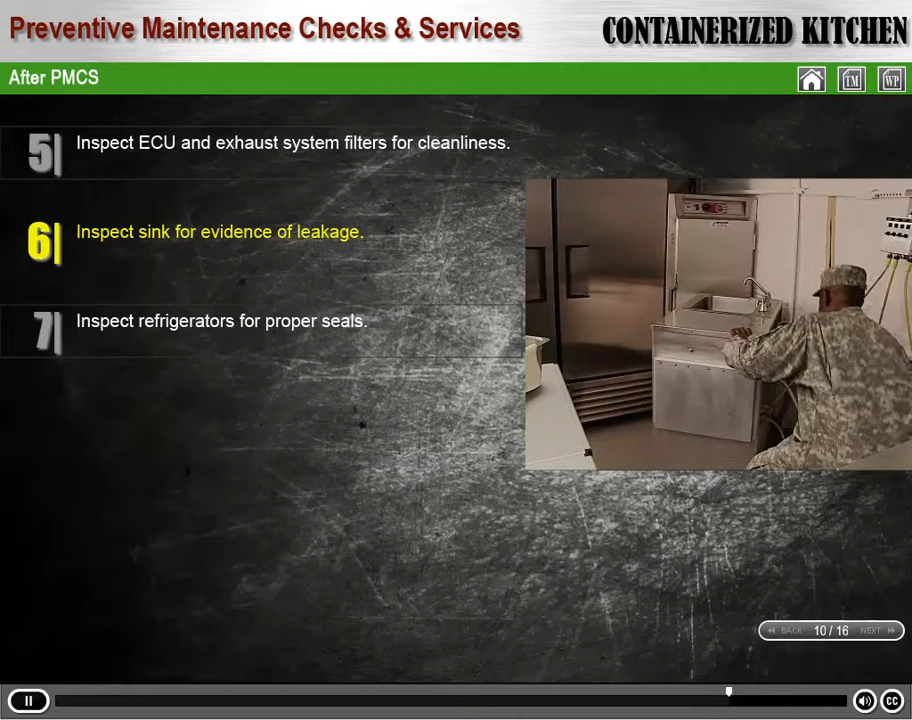 Preventive Maintenance Checks & Services
CONTAINERIZED KITCHEN
After PMCS
TM
WP
5 Inspect ECU and exhaust system filters for cleanliness.
6 Inspect sink for evidence of leakage.
7 Inspect refrigerators for proper seals.
BACK 10 / 16 NEXT
CC